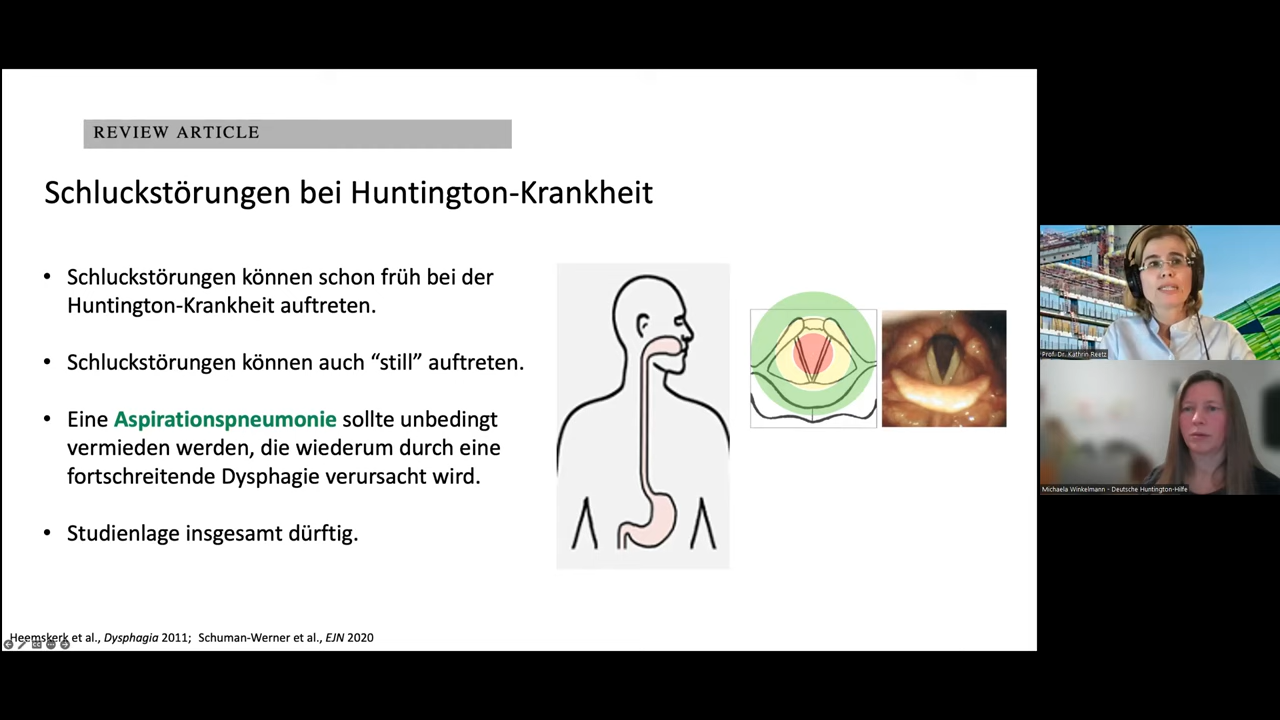 REVIEW ARTICLE
Schluckstörungen bei Huntington-Krankheit
• Schluckstörungen können schon früh bei der
Huntington-Krankheit auftreten.
• Schluckstörungen können auch “still” auftreten.
• Eine Aspirationspneumonie sollte unbedingt
vermieden werden, die wiederum durch eine
fortschreitende Dysphagie verursacht wird.
• Studienlage insgesamt dürftig.
Heemskerk et al., Dysphagia 2011; Schuman-Werner et al., EJN 2020
Prof. Dr. Kathrin Reetz
Michaela Winkelmann - Deutsche Huntington-Hilfe